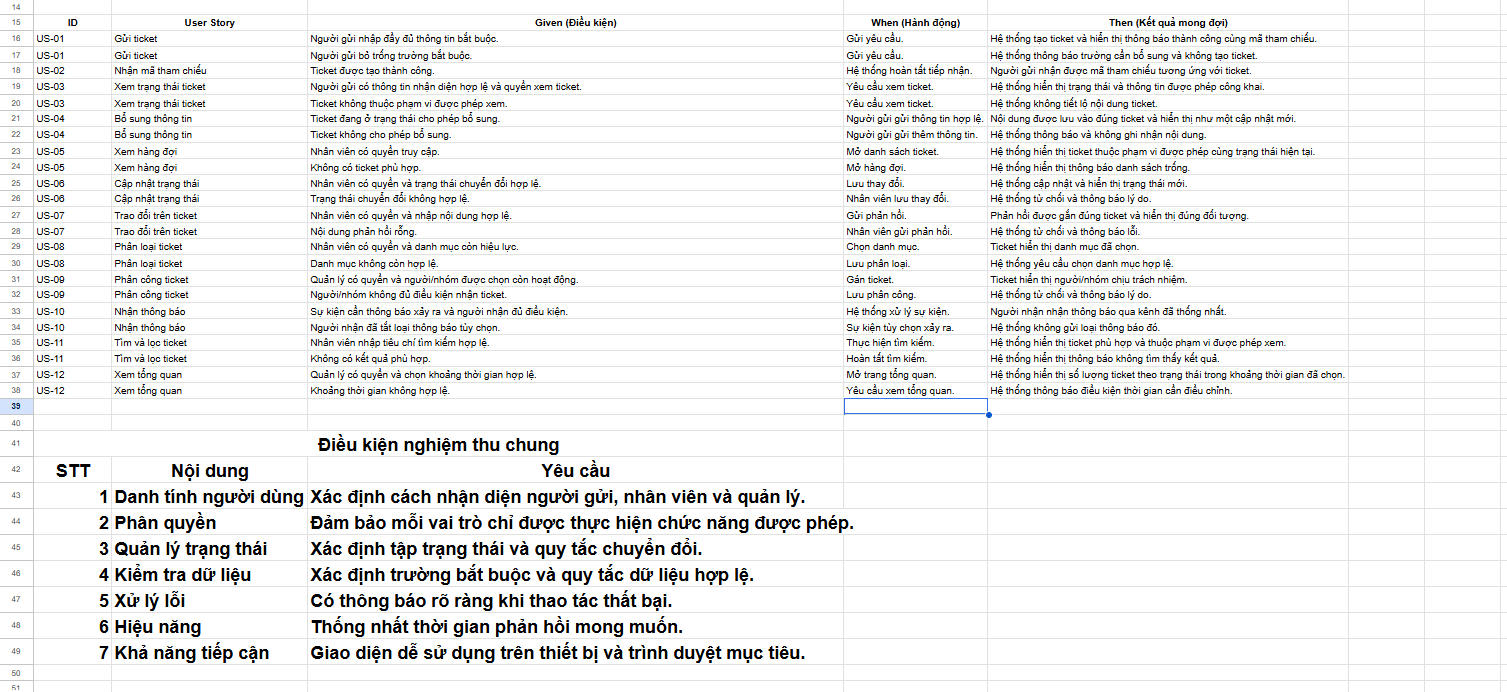 14
15 ID User Story Given (Điều kiện) When (Hành động) Then (Kết quả mong đợi)
16 US-01 Gửi ticket Người gửi nhập đầy đủ thông tin bắt buộc. Gửi yêu cầu. Hệ thống tạo ticket và hiển thị thông báo thành công cùng mã tham chiếu.
17 US-01 Gửi ticket Người gửi bỏ trống trường bắt buộc. Gửi yêu cầu. Hệ thống thông báo trường cần bổ sung và không tạo ticket.
18 US-02 Nhận mã tham chiếu Ticket được tạo thành công. Hệ thống hoàn tất tiếp nhận. Người gửi nhận được mã tham chiếu tương ứng với ticket.
19 US-03 Xem trạng thái ticket Người gửi có thông tin nhận diện hợp lệ và quyền xem ticket. Yêu cầu xem ticket. Hệ thống hiển thị trạng thái và thông tin được phép công khai.
20 US-03 Xem trạng thái ticket Ticket không thuộc phạm vi được phép xem. Yêu cầu xem ticket. Hệ thống không tiết lộ nội dung ticket.
21 US-04 Bổ sung thông tin Ticket đang ở trạng thái cho phép bổ sung. Người gửi gửi thông tin hợp lệ. Nội dung được lưu vào đúng ticket và hiển thị như một cập nhật mới.
22 US-04 Bổ sung thông tin Ticket không cho phép bổ sung. Người gửi gửi thêm thông tin. Hệ thống thông báo và không ghi nhận nội dung.
23 US-05 Xem hàng đợi Nhân viên có quyền truy cập. Mở danh sách ticket. Hệ thống hiển thị ticket thuộc phạm vi được phép cùng trạng thái hiện tại.
24 US-05 Xem hàng đợi Không có ticket phù hợp. Mở hàng đợi. Hệ thống hiển thị thông báo danh sách trống.
25 US-06 Cập nhật trạng thái Nhân viên có quyền và trạng thái chuyển đổi hợp lệ. Lưu thay đổi. Hệ thống cập nhật và hiển thị trạng thái mới.
26 US-06 Cập nhật trạng thái Trạng thái chuyển đổi không hợp lệ. Nhân viên lưu thay đổi. Hệ thống từ chối và thông báo lý do.
27 US-07 Trao đổi trên ticket Nhân viên có quyền và nhập nội dung hợp lệ. Gửi phản hồi. Phản hồi được gắn đúng ticket và hiển thị đúng đối tượng.
28 US-07 Trao đổi trên ticket Nội dung phản hồi rỗng. Nhân viên gửi phản hồi. Hệ thống từ chối và thông báo lỗi.
29 US-08 Phân loại ticket Nhân viên có quyền và danh mục còn hiệu lực. Chọn danh mục. Ticket hiển thị danh mục đã chọn.
30 US-08 Phân loại ticket Danh mục không còn hợp lệ. Lưu phân loại. Hệ thống yêu cầu chọn danh mục hợp lệ.
31 US-09 Phân công ticket Quản lý có quyền và người/nhóm được chọn còn hoạt động. Gán ticket. Ticket hiển thị người/nhóm chịu trách nhiệm.
32 US-09 Phân công ticket Người/nhóm không đủ điều kiện nhận ticket. Lưu phân công. Hệ thống từ chối và thông báo lý do.
33 US-10 Nhận thông báo Sự kiện cần thông báo xảy ra và người nhận đủ điều kiện. Hệ thống xử lý sự kiện. Người nhận nhận thông báo qua kênh đã thống nhất.
34 US-10 Nhận thông báo Người nhận đã tắt loại thông báo tùy chọn. Sự kiện tùy chọn xảy ra. Hệ thống không gửi loại thông báo đó.
35 US-11 Tìm và lọc ticket Nhân viên nhập tiêu chí tìm kiếm hợp lệ. Thực hiện tìm kiếm. Hệ thống hiển thị ticket phù hợp và thuộc phạm vi được phép xem.
36 US-11 Tìm và lọc ticket Không có kết quả phù hợp. Hoàn tất tìm kiếm. Hệ thống hiển thị thông báo không tìm thấy kết quả.
37 US-12 Xem tổng quan Quản lý có quyền và chọn khoảng thời gian hợp lệ. Mở trang tổng quan. Hệ thống hiển thị số lượng ticket theo trạng thái trong khoảng thời gian đã chọn.
38 US-12 Xem tổng quan Khoảng thời gian không hợp lệ. Yêu cầu xem tổng quan. Hệ thống thông báo điều kiện thời gian cần điều chỉnh.
39
40
41 Điều kiện nghiệm thu chung
42 STT Nội dung Yêu cầu
43 1 Danh tính người dùng Xác định cách nhận diện người gửi, nhân viên và quản lý.
44 2 Phân quyền Đảm bảo mỗi vai trò chỉ được thực hiện chức năng được phép.
45 3 Quản lý trạng thái Xác định tập trạng thái và quy tắc chuyển đổi.
46 4 Kiểm tra dữ liệu Xác định trường bắt buộc và quy tắc dữ liệu hợp lệ.
47 5 Xử lý lỗi Có thông báo rõ ràng khi thao tác thất bại.
48 6 Hiệu năng Thống nhất thời gian phản hồi mong muốn.
49 7 Khả năng tiếp cận Giao diện dễ sử dụng trên thiết bị và trình duyệt mục tiêu.
50
51